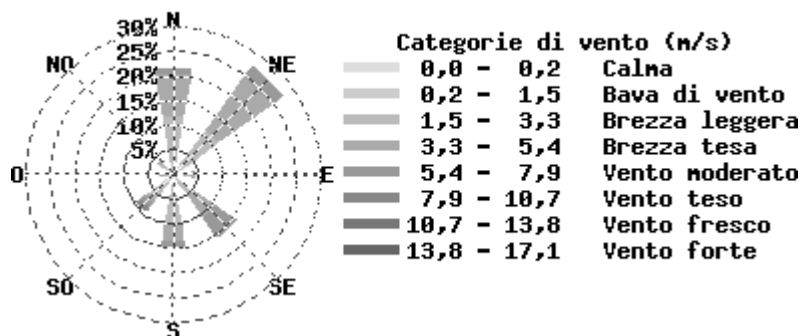 N
30%
25%
NO
NE
20%
15%
10%
5%
O
E
SO
SE
S
Categorie di vento (m/s)
0,0 - 0,2 Calma
0,2 - 1,5 Bava di vento
1,5 - 3,3 Brezza leggera
3,3 - 5,4 Brezza tesa
5,4 - 7,9 Vento moderato
7,9 - 10,7 Vento teso
10,7 - 13,8 Vento fresco
13,8 - 17,1 Vento forte